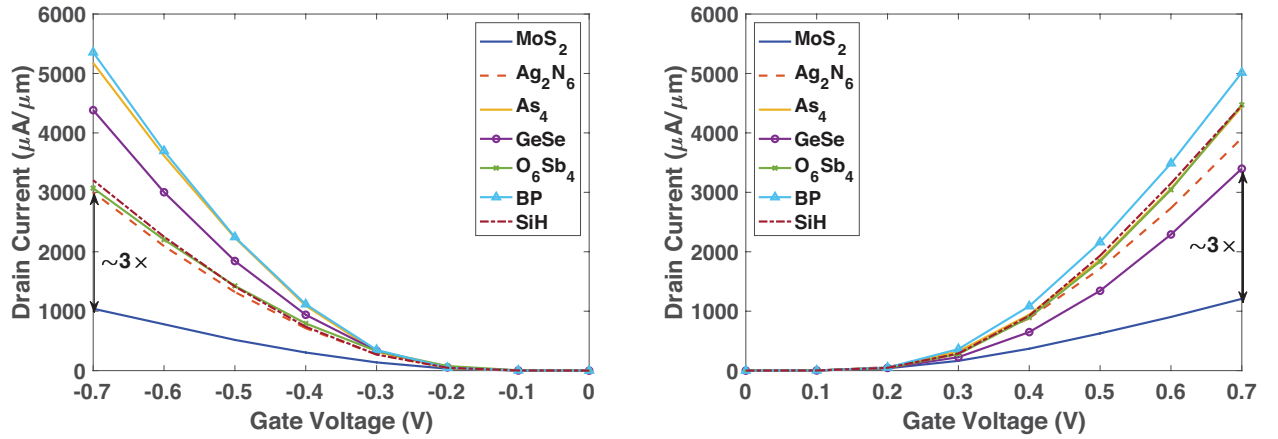 6000
5000
4000
3000
2000
1000
0
Drain Current (μA/μm)
-0.7 -0.6 -0.5 -0.4 -0.3 -0.2 -0.1 0
Gate Voltage (V)
∼3×
MoS2
Ag2N6
As4
GeSe
O6Sb4
BP
SiH
6000
5000
4000
3000
2000
1000
0
Drain Current (μA/μm)
0 0.1 0.2 0.3 0.4 0.5 0.6 0.7
Gate Voltage (V)
∼3×
MoS2
Ag2N6
As4
GeSe
O6Sb4
BP
SiH